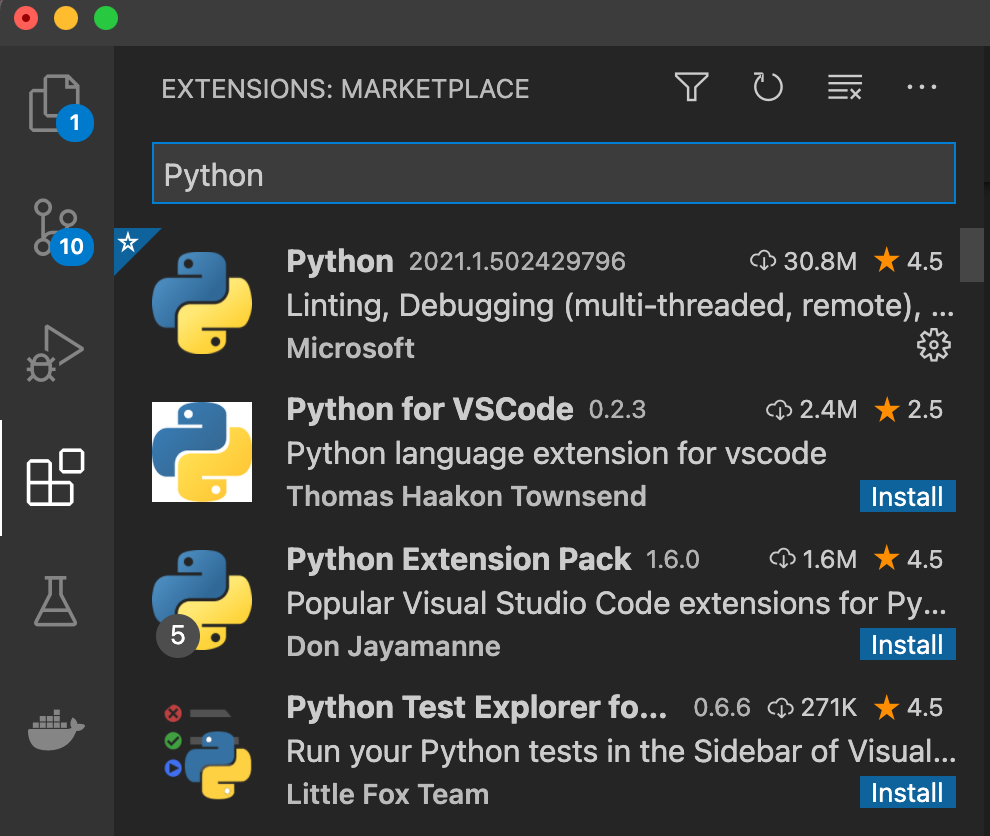 EXTENSIONS: MARKETPLACE
1
Python
10
Python 2021.1.502429796 30.8M 4.5
Linting, Debugging (multi-threaded, remote), ...
Microsoft
Python for VSCode 0.2.3 2.4M 2.5
Python language extension for vscode
Thomas Haakon Townsend Install
Python Extension Pack 1.6.0 1.6M 4.5
Popular Visual Studio Code extensions for Py...
5
Don Jayamanne Install
Python Test Explorer fo... 0.6.6 271K 4.5
Run your Python tests in the Sidebar of Visual...
Little Fox Team Install